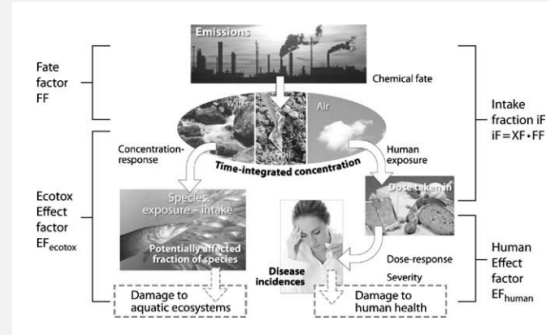 Emissions
Chemical fate
Fate
factor
FF
Water
Soil
Air
Concentration-
response
Time-integrated concentration
Human
exposure
Intake
fraction iF
iF = XF·FF
Species
exposure – intake
Potentially affected
fraction of species
Dose taken in
Ecotox
Effect
factor
EFecotox
Disease
incidences
Dose-response
Severity
Human
Effect
factor
EFhuman
Damage to
aquatic ecosystems
Damage to
human health